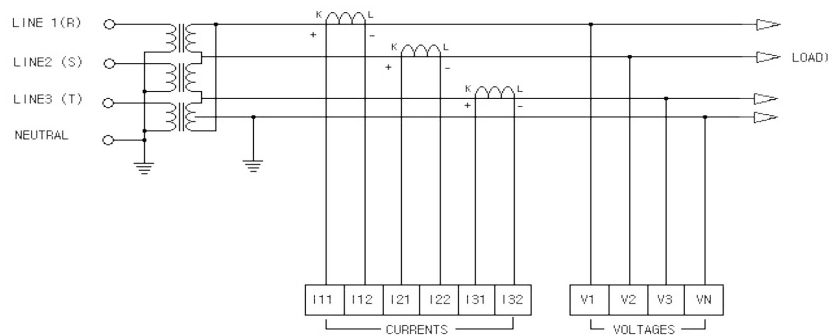 LINE 1(R)
K L
+ -
LINE2 (S)
K L
+ -
LOAD)
LINE3 (T)
K L
+ -
NEUTRAL
I11 I12 I21 I22 I31 I32
V1 V2 V3 VN
CURRENTS
VOLTAGES